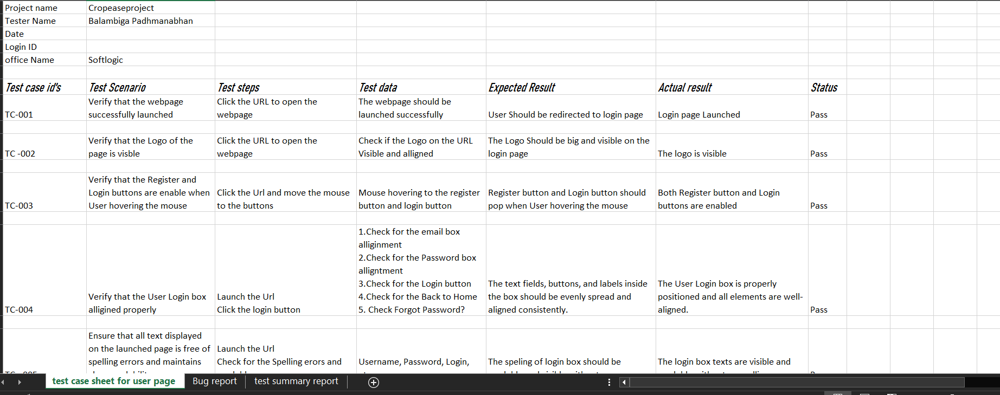 Project name Cropeaseproject
Tester Name Balambiga Padhmanabhan
Date
Login ID
office Name Softlogic
Test case id's Test Scenario Test steps Test data Expected Result Actual result Status
Verify that the webpage Click the URL to open the The webpage should be
TC-001 successfully launched webpage launched successfully User Should be redirected to login page Login page Launched Pass
Verify that the Logo of the Click the URL to open the Check if the Logo on the URL The Logo Should be big and visible on the
TC -002 page is visble webpage Visible and alligned login page The logo is visible Pass
Verify that the Register and
Login buttons are enable when Click the Url and move the mouse Mouse hovering to the register Register button and Login button should Both Register button and Login
TC-003 User hovering the mouse to the buttons button and login button pop when User hovering the mouse buttons are enabled Pass
1.Check for the email box
alliginment
2.Check for the Password box
alligntment
3.Check for the Login button The text fields, buttons, and labels inside The User Login box is properly
Verify that the User Login box Launch the Url 4.Check for the Back to Home the box should be evenly spread and positioned and all elements are well-
TC-004 alligined properly Click the login button 5. Check Forgot Password? aligned consistently. aligned. Pass
Ensure that all text displayed
on the launched page is free of Launch the Url
spelling errors and maintains Check for the Spelling erors and Username, Password, Login, The speling of login box should be The login box texts are visible and
test case sheet for user page Bug report test summary report